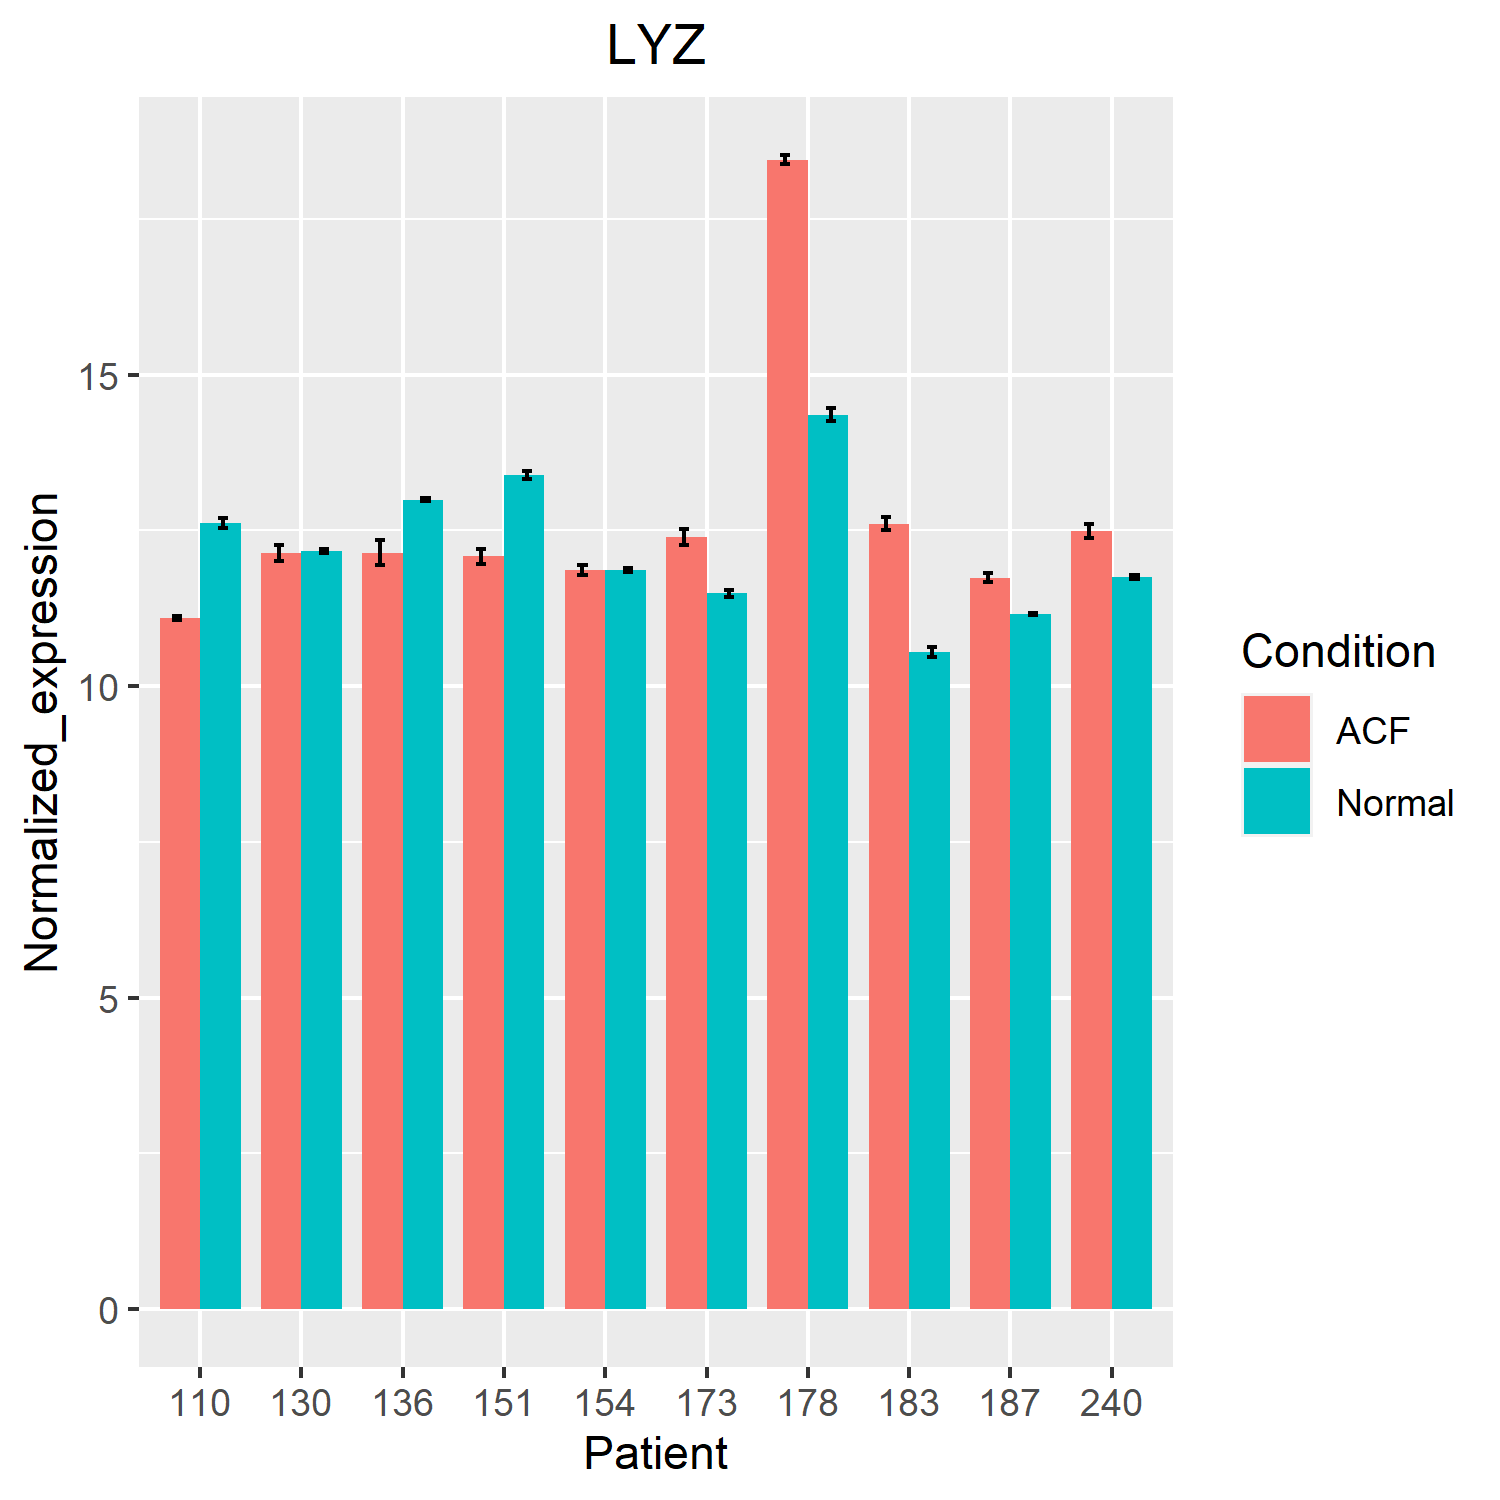 LYZ
Normalized_expression
15
10
5
0
110 130 136 151 154 173 178 183 187 240
Patient
Condition
ACF
Normal